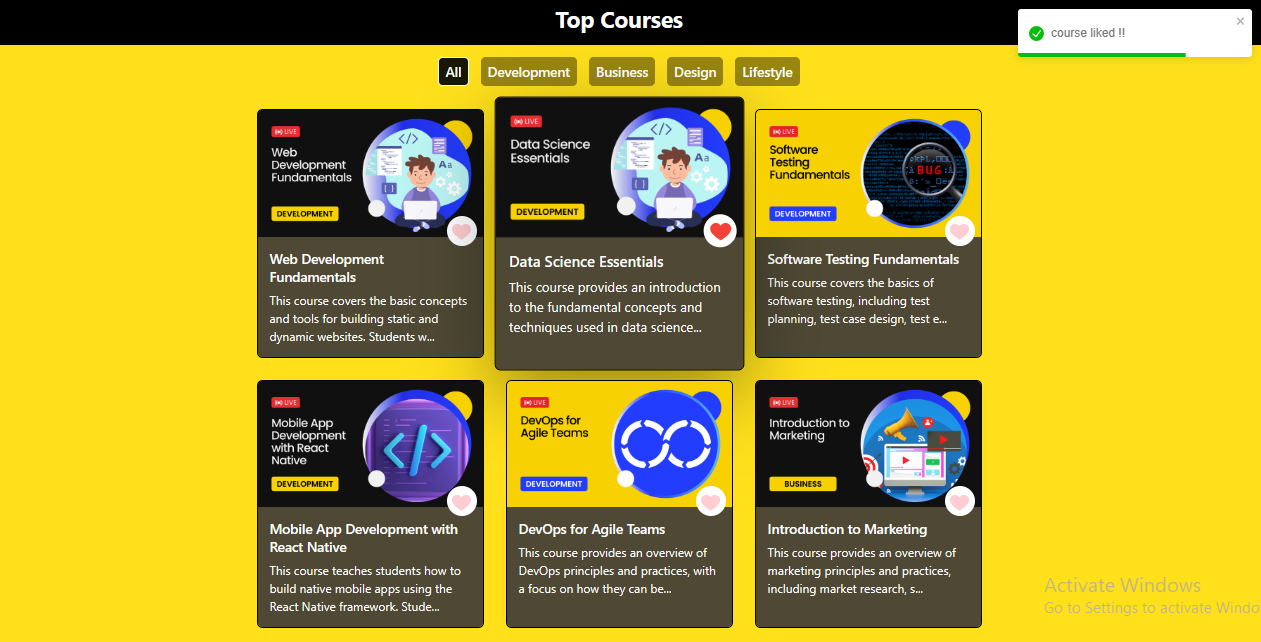 Top Courses
course liked !!
All
Development
Business
Design
Lifestyle
LIVE
Web
Development
Fundamentals
DEVELOPMENT
Web Development
Fundamentals
This course covers the basic concepts
and tools for building static and
dynamic websites. Students w...
LIVE
Data Science
Essentials
DEVELOPMENT
Data Science Essentials
This course provides an introduction
to the fundamental concepts and
techniques used in data science...
LIVE
Software
Testing
Fundamentals
DEVELOPMENT
BUG
Software Testing Fundamentals
This course covers the basics of
software testing, including test
planning, test case design, test e...
LIVE
Mobile App
Development
with React
Native
DEVELOPMENT
Mobile App Development with
React Native
This course teaches students how to
build native mobile apps using the
React Native framework. Stude...
LIVE
DevOps for
Agile Teams
DEVELOPMENT
DevOps for Agile Teams
This course provides an overview of
DevOps principles and practices, with
a focus on how they can be...
LIVE
Introduction to
Marketing
BUSINESS
Introduction to Marketing
This course provides an overview of
marketing principles and practices,
including market research, s...
Activate Windows
Go to Settings to activate Windo